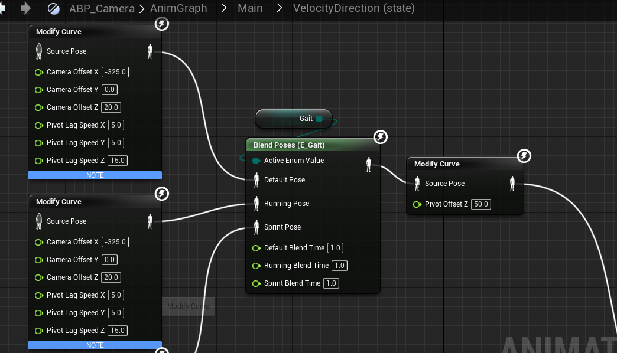 ABP_Camera > AnimGraph > Main > VelocityDirection (state)
Modify Curve
Source Pose
Camera Offset X -325.0
Camera Offset Y 0.0
Camera Offset Z 20.0
Pivot Lag Speed X 5.0
Pivot Lag Speed Y 5.0
Pivot Lag Speed Z 15.0
NOTE
Modify Curve
Source Pose
Camera Offset X -325.0
Camera Offset Y 0.0
Camera Offset Z 20.0
Pivot Lag Speed X 5.0
Pivot Lag Speed Y 5.0
Pivot Lag Speed Z 15.0
NOTE
Gait
Blend Poses (E_Gait)
Active Enum Value
Default Pose
Running Pose
Sprint Pose
Default Blend Time 1.0
Running Blend Time 1.0
Sprint Blend Time 1.0
Modify Curve
Modify Curve
Source Pose
Pivot Offset Z 50.0
ANIMAT